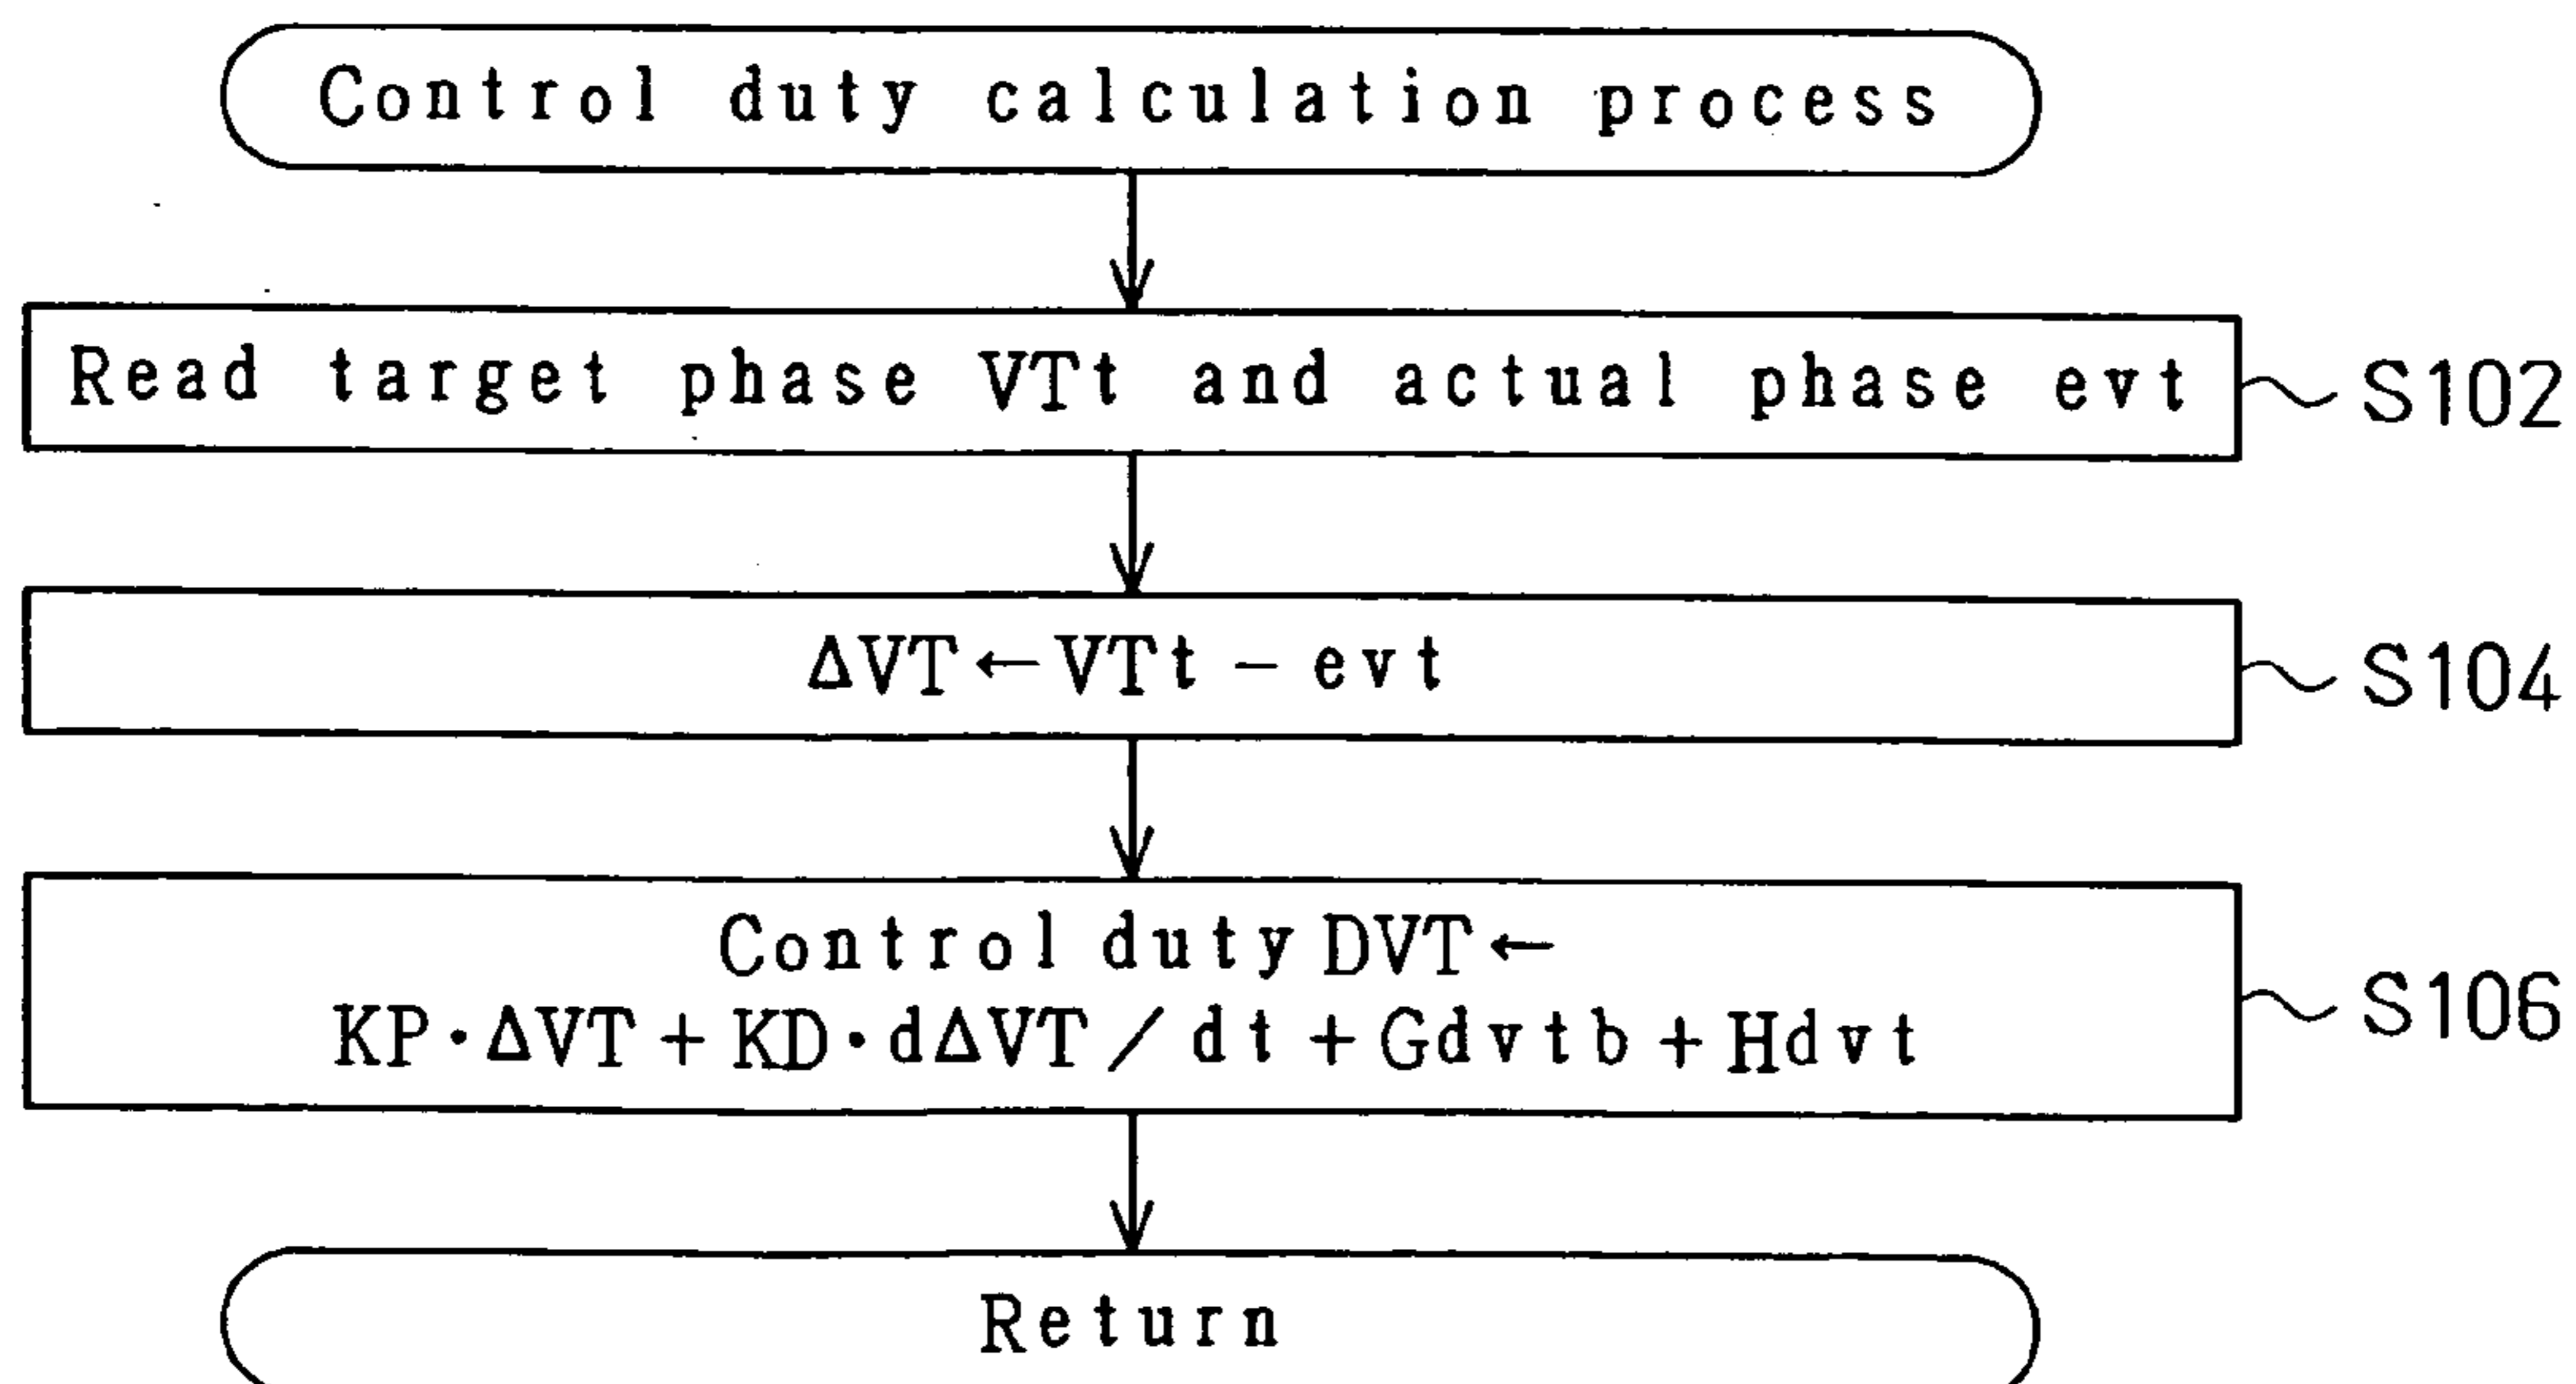 Control duty calculation process
Read target phase VTt and actual phase evt
S102
ΔVT←VTt－evt
S104
Control duty DVT←
KP·ΔVT＋KD·dΔVT／dt＋Gdvtb＋Hdvt
S106
Return